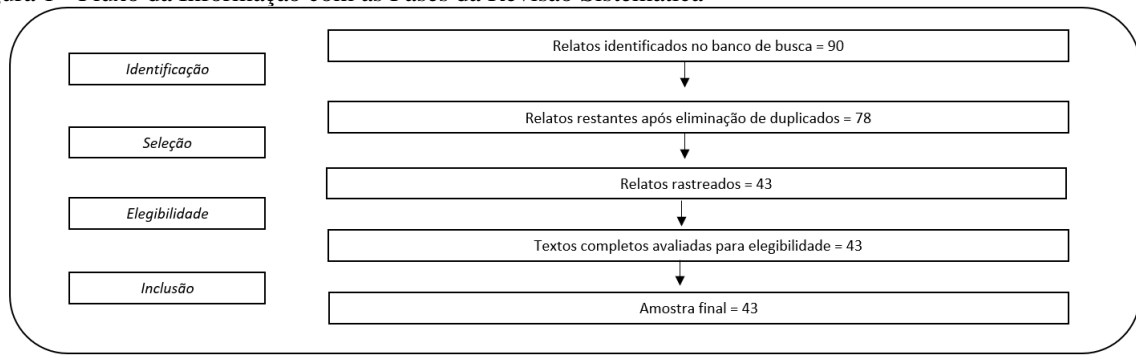 Relatos identificados no banco de busca = 90
Identificação
Relatos restantes após eliminação de duplicados = 78
Seleção
Relatos rastreados = 43
Elegibilidade
Textos completos avaliadas para elegibilidade = 43
Inclusão
Amostra final = 43